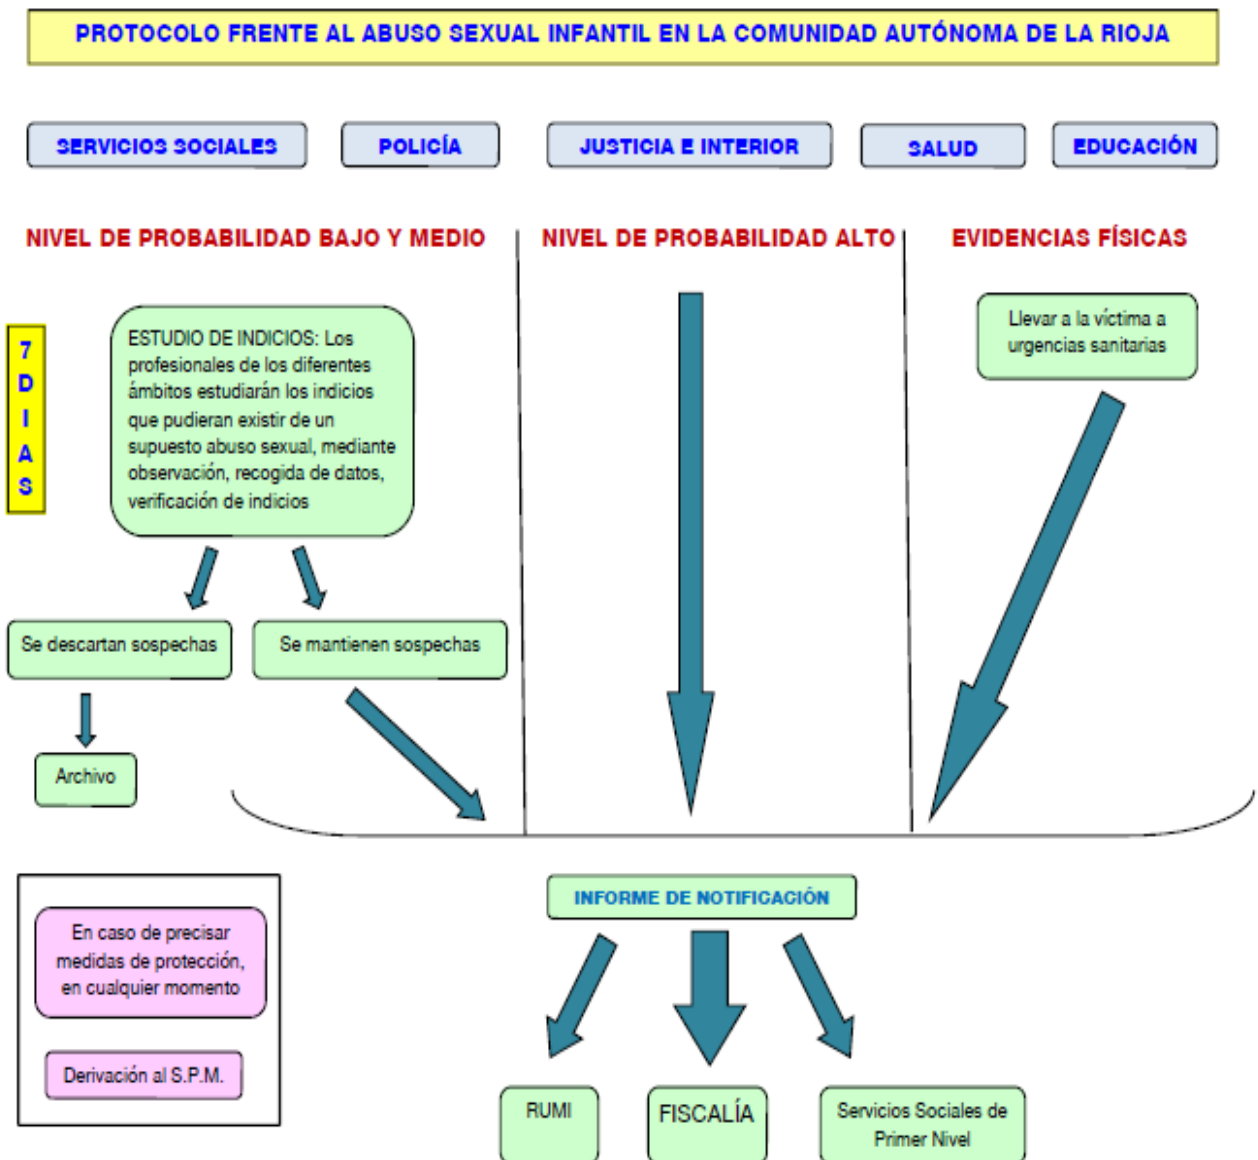 PROTOCOLO FRENTE AL ABUSO SEXUAL INFANTIL EN LA COMUNIDAD AUTÓNOMA DE LA RIOJA
SERVICIOS SOCIALES
POLICÍA
JUSTICIA E INTERIOR
SALUD
EDUCACIÓN
NIVEL DE PROBABILIDAD BAJO Y MEDIO
NIVEL DE PROBABILIDAD ALTO
EVIDENCIAS FÍSICAS
7
D
I
A
S
ESTUDIO DE INDICIOS: Los
profesionales de los diferentes
ámbitos estudiarán los indicios
que pudieran existir de un
supuesto abuso sexual, mediante
observación, recogida de datos,
verificación de indicios
Llevar a la víctima a
urgencias sanitarias
Se descartan sospechas
Se mantienen sospechas
Archivo
En caso de precisar
medidas de protección,
en cualquier momento
Derivación al S.P.M.
INFORME DE NOTIFICACIÓN
RUMI
FISCALÍA
Servicios Sociales de
Primer Nivel